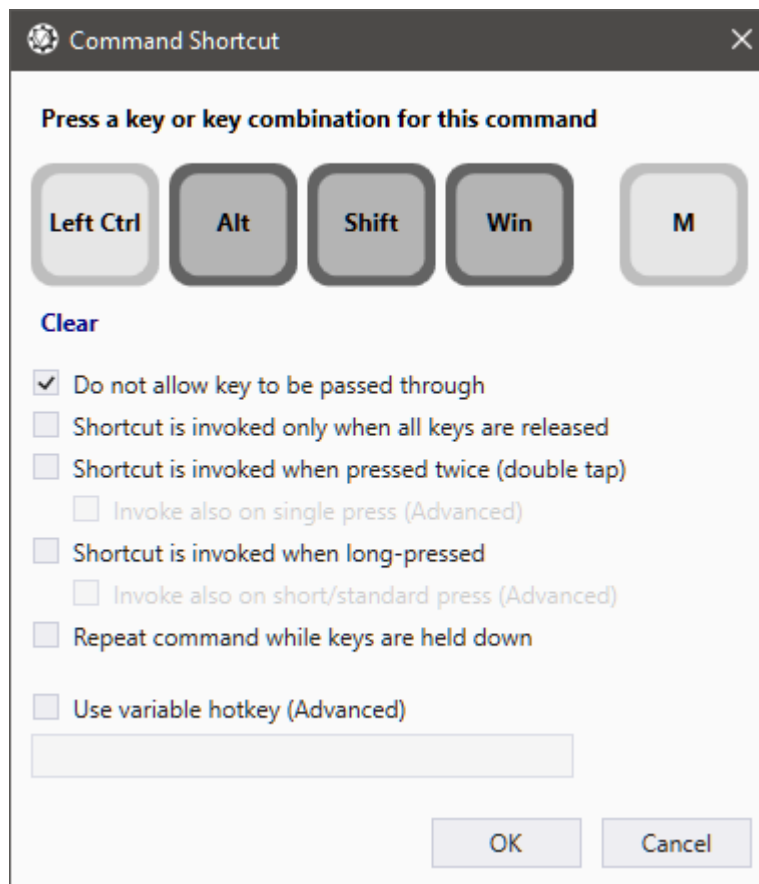 Command Shortcut
Press a key or key combination for this command
Left Ctrl Alt Shift Win M
Clear
Do not allow key to be passed through
Shortcut is invoked only when all keys are released
Shortcut is invoked when pressed twice (double tap)
Invoke also on single press (Advanced)
Shortcut is invoked when long-pressed
Invoke also on short/standard press (Advanced)
Repeat command while keys are held down
Use variable hotkey (Advanced)
OK Cancel